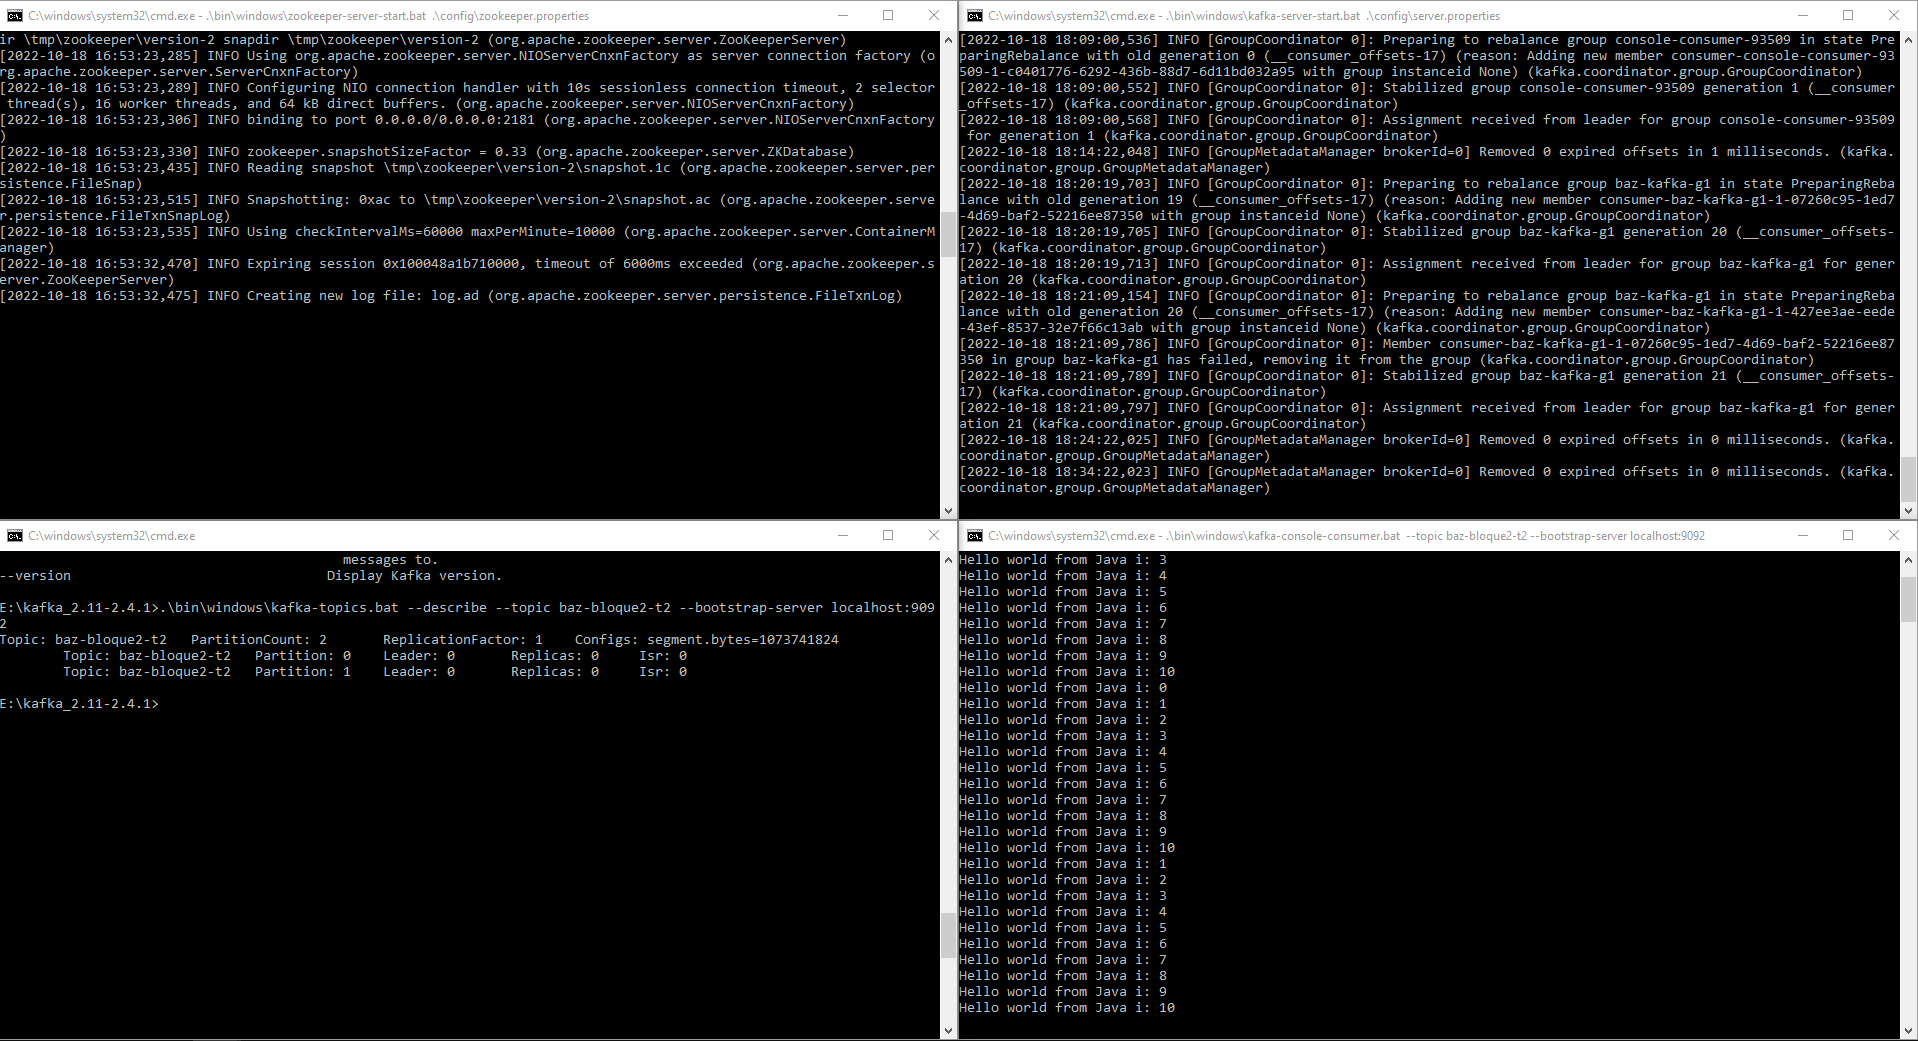 C:\windows\system32\cmd.exe - .\bin\windows\zookeeper-server-start.bat .\config\zookeeper.properties
ir \tmp\zookeeper\version-2 snapdir \tmp\zookeeper\version-2 (org.apache.zookeeper.server.ZooKeeperServer)
[2022-10-18 16:53:23,285] INFO Using org.apache.zookeeper.server.NIOServerCnxnFactory as server connection factory (o
rg.apache.zookeeper.server.ServerCnxnFactory)
[2022-10-18 16:53:23,289] INFO Configuring NIO connection handler with 10s sessionless connection timeout, 2 selector
thread(s), 16 worker threads, and 64 kB direct buffers. (org.apache.zookeeper.server.NIOServerCnxnFactory)
[2022-10-18 16:53:23,306] INFO binding to port 0.0.0.0/0.0.0.0:2181 (org.apache.zookeeper.server.NIOServerCnxnFactory
)
[2022-10-18 16:53:23,330] INFO zookeeper.snapshotSizeFactor = 0.33 (org.apache.zookeeper.server.ZKDatabase)
[2022-10-18 16:53:23,435] INFO Reading snapshot \tmp\zookeeper\version-2\snapshot.1c (org.apache.zookeeper.server.per
sistence.FileSnap)
[2022-10-18 16:53:23,515] INFO Snapshotting: 0xac to \tmp\zookeeper\version-2\snapshot.ac (org.apache.zookeeper.serve
r.persistence.FileTxnSnapLog)
[2022-10-18 16:53:23,535] INFO Using checkIntervalMs=60000 maxPerMinute=10000 (org.apache.zookeeper.server.ContainerM
anager)
[2022-10-18 16:53:32,470] INFO Expiring session 0x100048a1b710000, timeout of 6000ms exceeded (org.apache.zookeeper.s
erver.ZooKeeperServer)
[2022-10-18 16:53:32,475] INFO Creating new log file: log.ad (org.apache.zookeeper.server.persistence.FileTxnLog)
C:\windows\system32\cmd.exe - .\bin\windows\kafka-server-start.bat .\config\server.properties
[2022-10-18 18:09:00,536] INFO [GroupCoordinator 0]: Preparing to rebalance group console-consumer-93509 in state Pre
paringRebalance with old generation 0 (__consumer_offsets-17) (reason: Adding new member consumer-console-consumer-93
509-1-c0401776-6292-436b-88d7-6d11bd032a95 with group instanceid None) (kafka.coordinator.group.GroupCoordinator)
[2022-10-18 18:09:00,552] INFO [GroupCoordinator 0]: Stabilized group console-consumer-93509 generation 1 (__consumer
_offsets-17) (kafka.coordinator.group.GroupCoordinator)
[2022-10-18 18:09:00,568] INFO [GroupCoordinator 0]: Assignment received from leader for group console-consumer-93509
for generation 1 (kafka.coordinator.group.GroupCoordinator)
[2022-10-18 18:14:22,048] INFO [GroupMetadataManager brokerId=0] Removed 0 expired offsets in 1 milliseconds. (kafka.
coordinator.group.GroupMetadataManager)
[2022-10-18 18:20:19,703] INFO [GroupCoordinator 0]: Preparing to rebalance group baz-kafka-g1 in state PreparingReba
lance with old generation 19 (__consumer_offsets-17) (reason: Adding new member consumer-baz-kafka-g1-1-07260c95-1ed7
-4d69-baf2-52216ee87350 with group instanceid None) (kafka.coordinator.group.GroupCoordinator)
[2022-10-18 18:20:19,705] INFO [GroupCoordinator 0]: Stabilized group baz-kafka-g1 generation 20 (__consumer_offsets-
17) (kafka.coordinator.group.GroupCoordinator)
[2022-10-18 18:20:19,713] INFO [GroupCoordinator 0]: Assignment received from leader for group baz-kafka-g1 for gener
ation 20 (kafka.coordinator.group.GroupCoordinator)
[2022-10-18 18:21:09,154] INFO [GroupCoordinator 0]: Preparing to rebalance group baz-kafka-g1 in state PreparingReba
lance with old generation 20 (__consumer_offsets-17) (reason: Adding new member consumer-baz-kafka-g1-1-427ee3ae-eede
-43ef-8537-32e7f66c13ab with group instanceid None) (kafka.coordinator.group.GroupCoordinator)
[2022-10-18 18:21:09,786] INFO [GroupCoordinator 0]: Member consumer-baz-kafka-g1-1-07260c95-1ed7-4d69-baf2-52216ee87
350 in group baz-kafka-g1 has failed, removing it from the group (kafka.coordinator.group.GroupCoordinator)
[2022-10-18 18:21:09,789] INFO [GroupCoordinator 0]: Stabilized group baz-kafka-g1 generation 21 (__consumer_offsets-
17) (kafka.coordinator.group.GroupCoordinator)
[2022-10-18 18:21:09,797] INFO [GroupCoordinator 0]: Assignment received from leader for group baz-kafka-g1 for gener
ation 21 (kafka.coordinator.group.GroupCoordinator)
[2022-10-18 18:24:22,025] INFO [GroupMetadataManager brokerId=0] Removed 0 expired offsets in 0 milliseconds. (kafka.
coordinator.group.GroupMetadataManager)
[2022-10-18 18:34:22,023] INFO [GroupMetadataManager brokerId=0] Removed 0 expired offsets in 0 milliseconds. (kafka.
coordinator.group.GroupMetadataManager)
C:\windows\system32\cmd.exe
messages to.
--version Display Kafka version.
E:\kafka_2.11-2.4.1>.\bin\windows\kafka-topics.bat --describe --topic baz-bloque2-t2 --bootstrap-server localhost:909
2
Topic: baz-bloque2-t2 PartitionCount: 2 ReplicationFactor: 1 Configs: segment.bytes=1073741824
Topic: baz-bloque2-t2 Partition: 0 Leader: 0 Replicas: 0 Isr: 0
Topic: baz-bloque2-t2 Partition: 1 Leader: 0 Replicas: 0 Isr: 0
E:\kafka_2.11-2.4.1>
C:\windows\system32\cmd.exe - .\bin\windows\kafka-console-consumer.bat --topic baz-bloque2-t2 --bootstrap-server localhost:9092
Hello world from Java i: 3
Hello world from Java i: 4
Hello world from Java i: 5
Hello world from Java i: 6
Hello world from Java i: 7
Hello world from Java i: 8
Hello world from Java i: 9
Hello world from Java i: 10
Hello world from Java i: 0
Hello world from Java i: 1
Hello world from Java i: 2
Hello world from Java i: 3
Hello world from Java i: 4
Hello world from Java i: 5
Hello world from Java i: 6
Hello world from Java i: 7
Hello world from Java i: 8
Hello world from Java i: 9
Hello world from Java i: 10
Hello world from Java i: 1
Hello world from Java i: 2
Hello world from Java i: 3
Hello world from Java i: 4
Hello world from Java i: 5
Hello world from Java i: 6
Hello world from Java i: 7
Hello world from Java i: 8
Hello world from Java i: 9
Hello world from Java i: 10